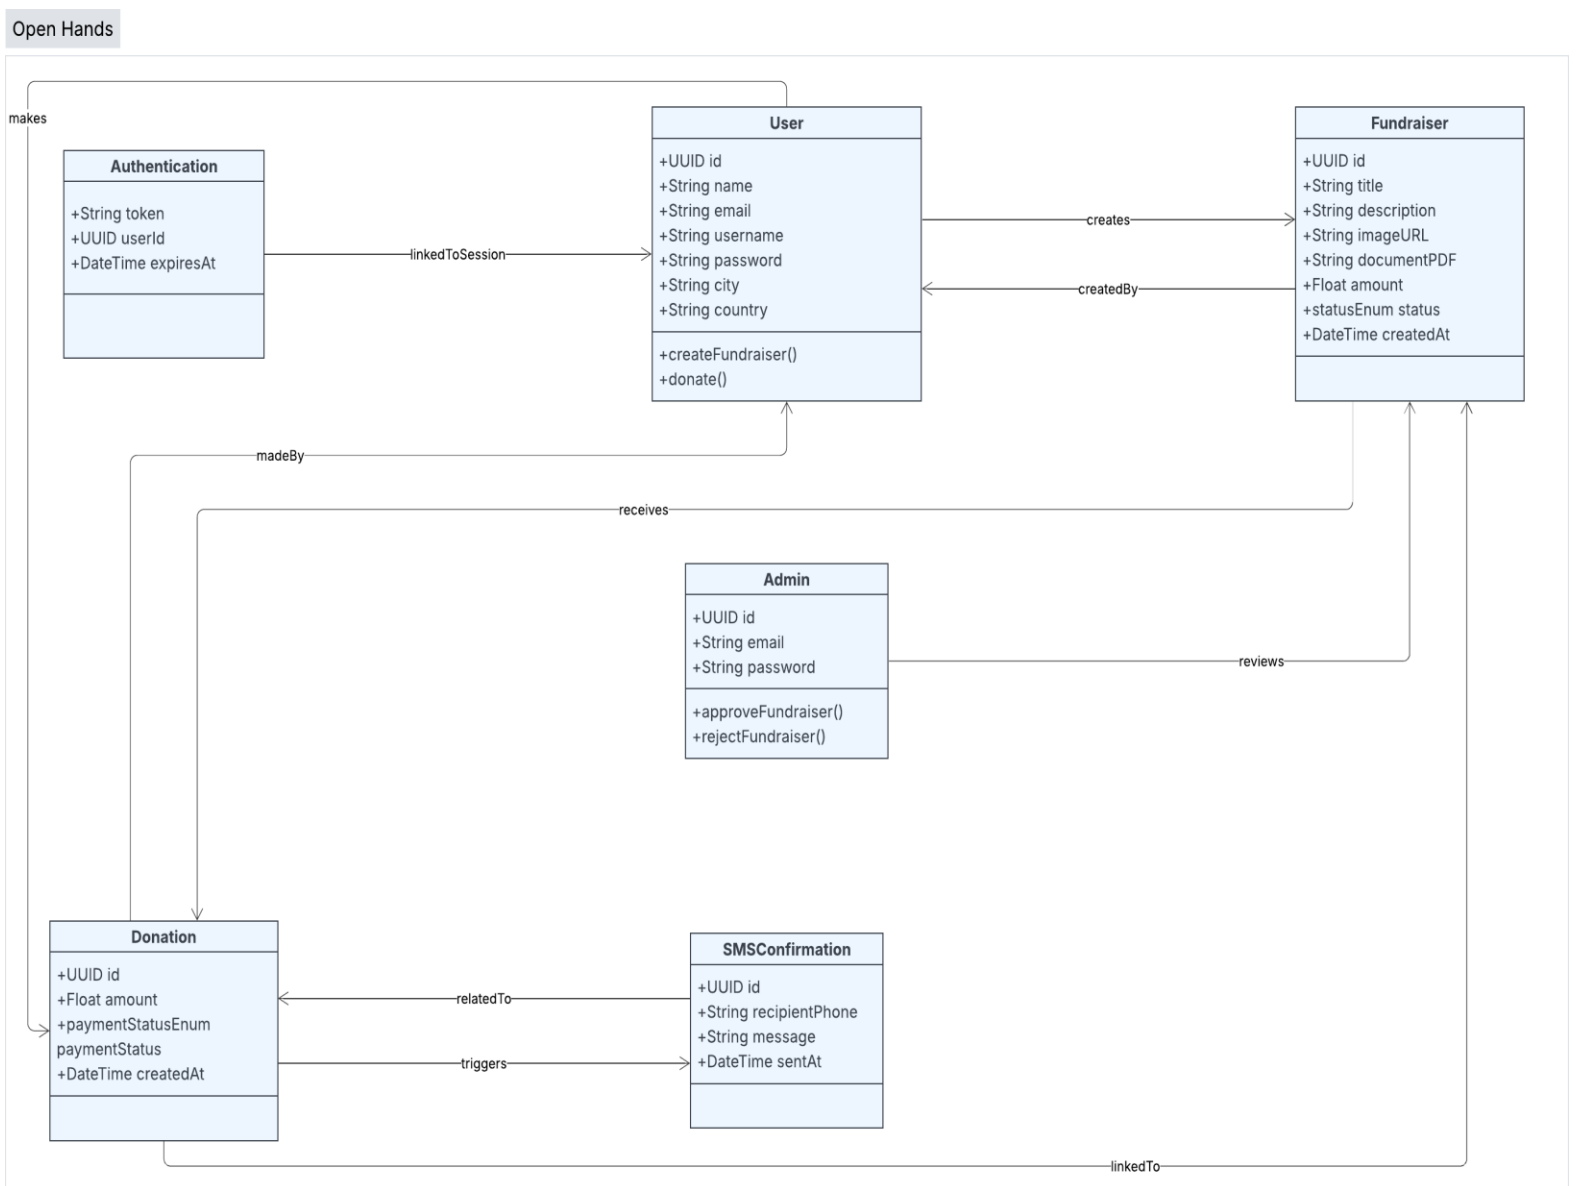 Open Hands
makes
Authentication
+String token
+UUID userId
+DateTime expiresAt
linkedToSession
User
+UUID id
+String name
+String email
+String username
+String password
+String city
+String country
+createFundraiser()
+donate()
creates
createdBy
Fundraiser
+UUID id
+String title
+String description
+String imageURL
+String documentPDF
+Float amount
+statusEnum status
+DateTime createdAt
madeBy
receives
Admin
+UUID id
+String email
+String password
+approveFundraiser()
+rejectFundraiser()
reviews
Donation
+UUID id
+Float amount
+paymentStatusEnum
paymentStatus
+DateTime createdAt
relatedTo
triggers
SMSConfirmation
+UUID id
+String recipientPhone
+String message
+DateTime sentAt
linkedTo